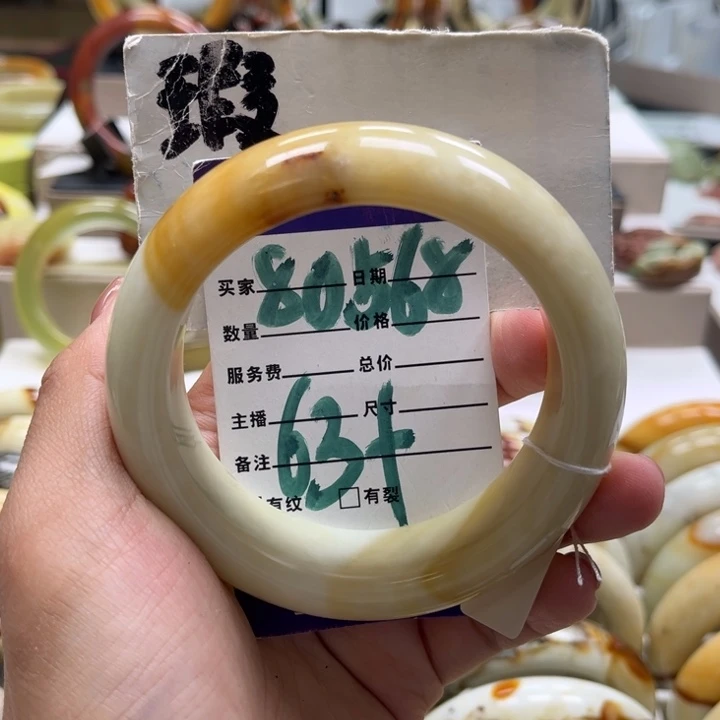 瑕
买家 日期
80568
数量 价格
服务费 总价
主播 尺寸
63+
备注
有纹 □有裂